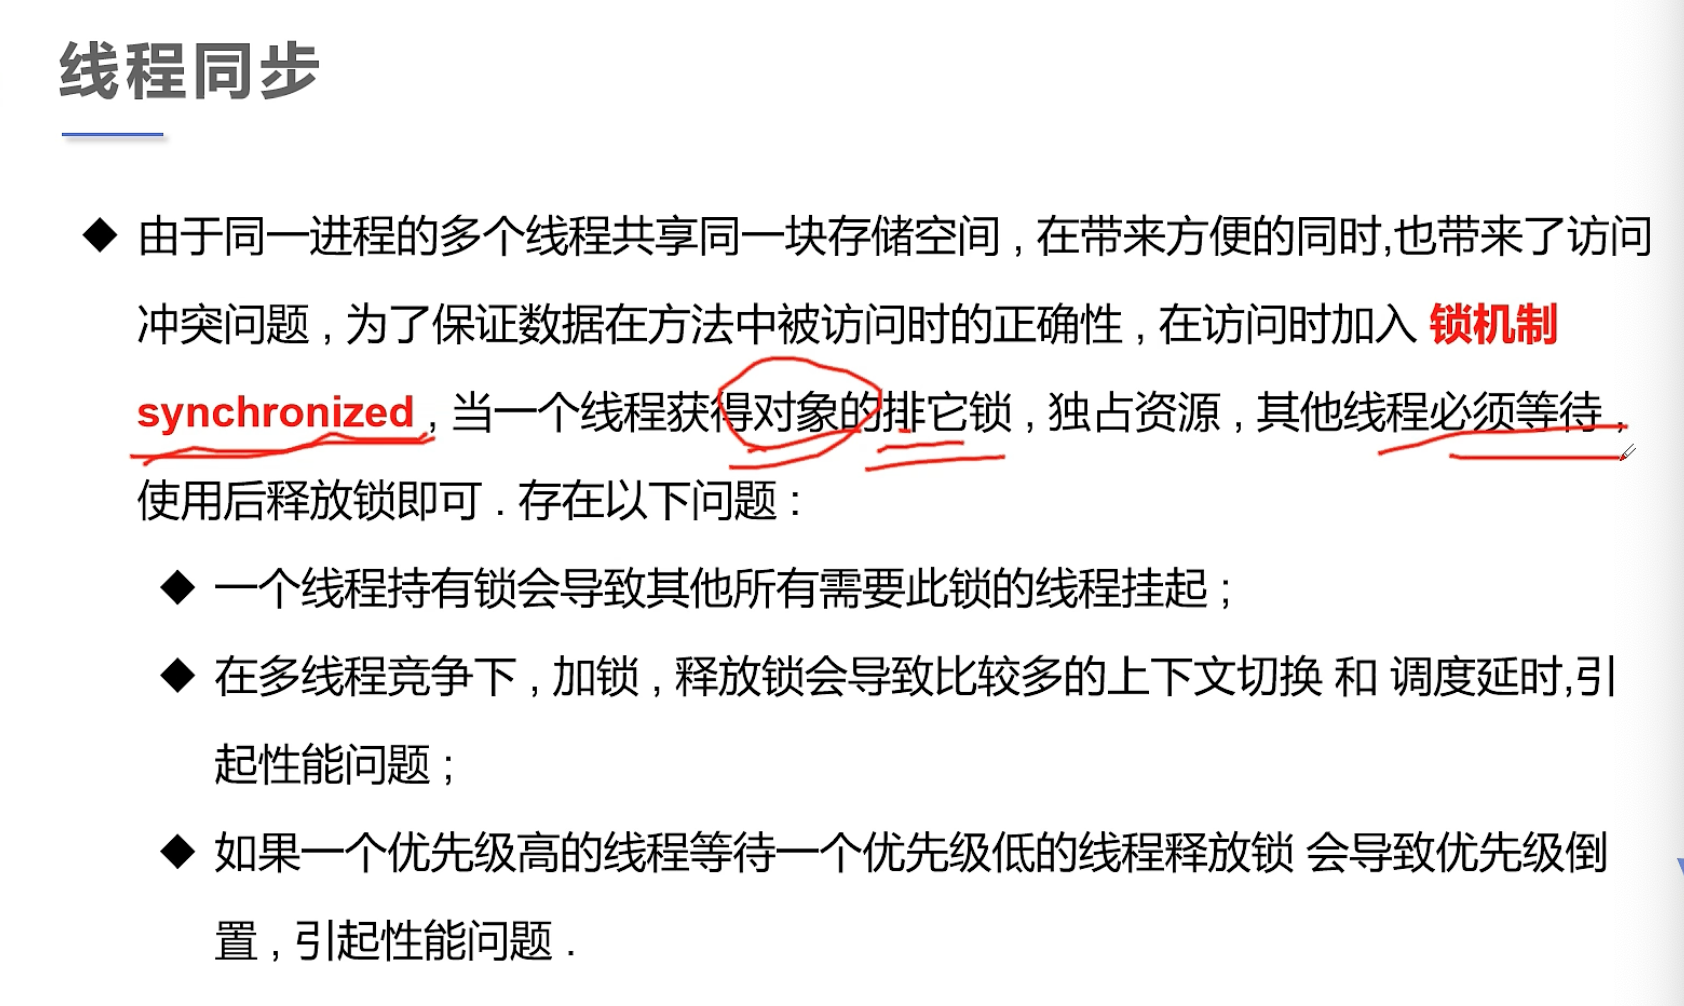 线程同步
◆ 由于同一进程的多个线程共享同一块存储空间 , 在带来方便的同时,也带来了访问
冲突问题 , 为了保证数据在方法中被访问时的正确性 , 在访问时加入 锁机制
synchronized , 当一个线程获得对象的排它锁 , 独占资源 , 其他线程必须等待 ,
使用后释放锁即可 . 存在以下问题 :
◆ 一个线程持有锁会导致其他所有需要此锁的线程挂起 ;
◆ 在多线程竞争下 , 加锁 , 释放锁会导致比较多的上下文切换 和 调度延时,引
起性能问题 ;
◆ 如果一个优先级高的线程等待一个优先级低的线程释放锁 会导致优先级倒
置 , 引起性能问题 .